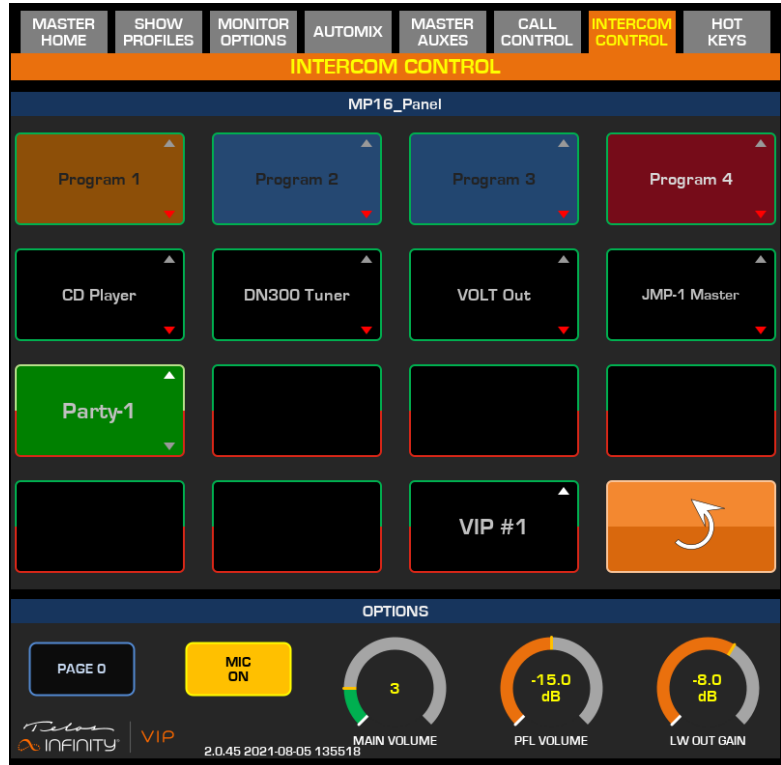 MASTER HOME
SHOW PROFILES
MONITOR OPTIONS
AUTOMIX
MASTER AUXES
CALL CONTROL
INTERCOM CONTROL
HOT KEYS
INTERCOM CONTROL
MP16_Panel
Program 1
Program 2
Program 3
Program 4
CD Player
DN300 Tuner
VOLT Out
JMP-1 Master
Party-1
VIP #1
OPTIONS
PAGE 0
MIC
ON
3
-15.0
dB
-8.0
dB
MAIN VOLUME
PFL VOLUME
LW OUT GAIN
Telos
INFINITY
VIP
2.0.45 2021-08-05 135518